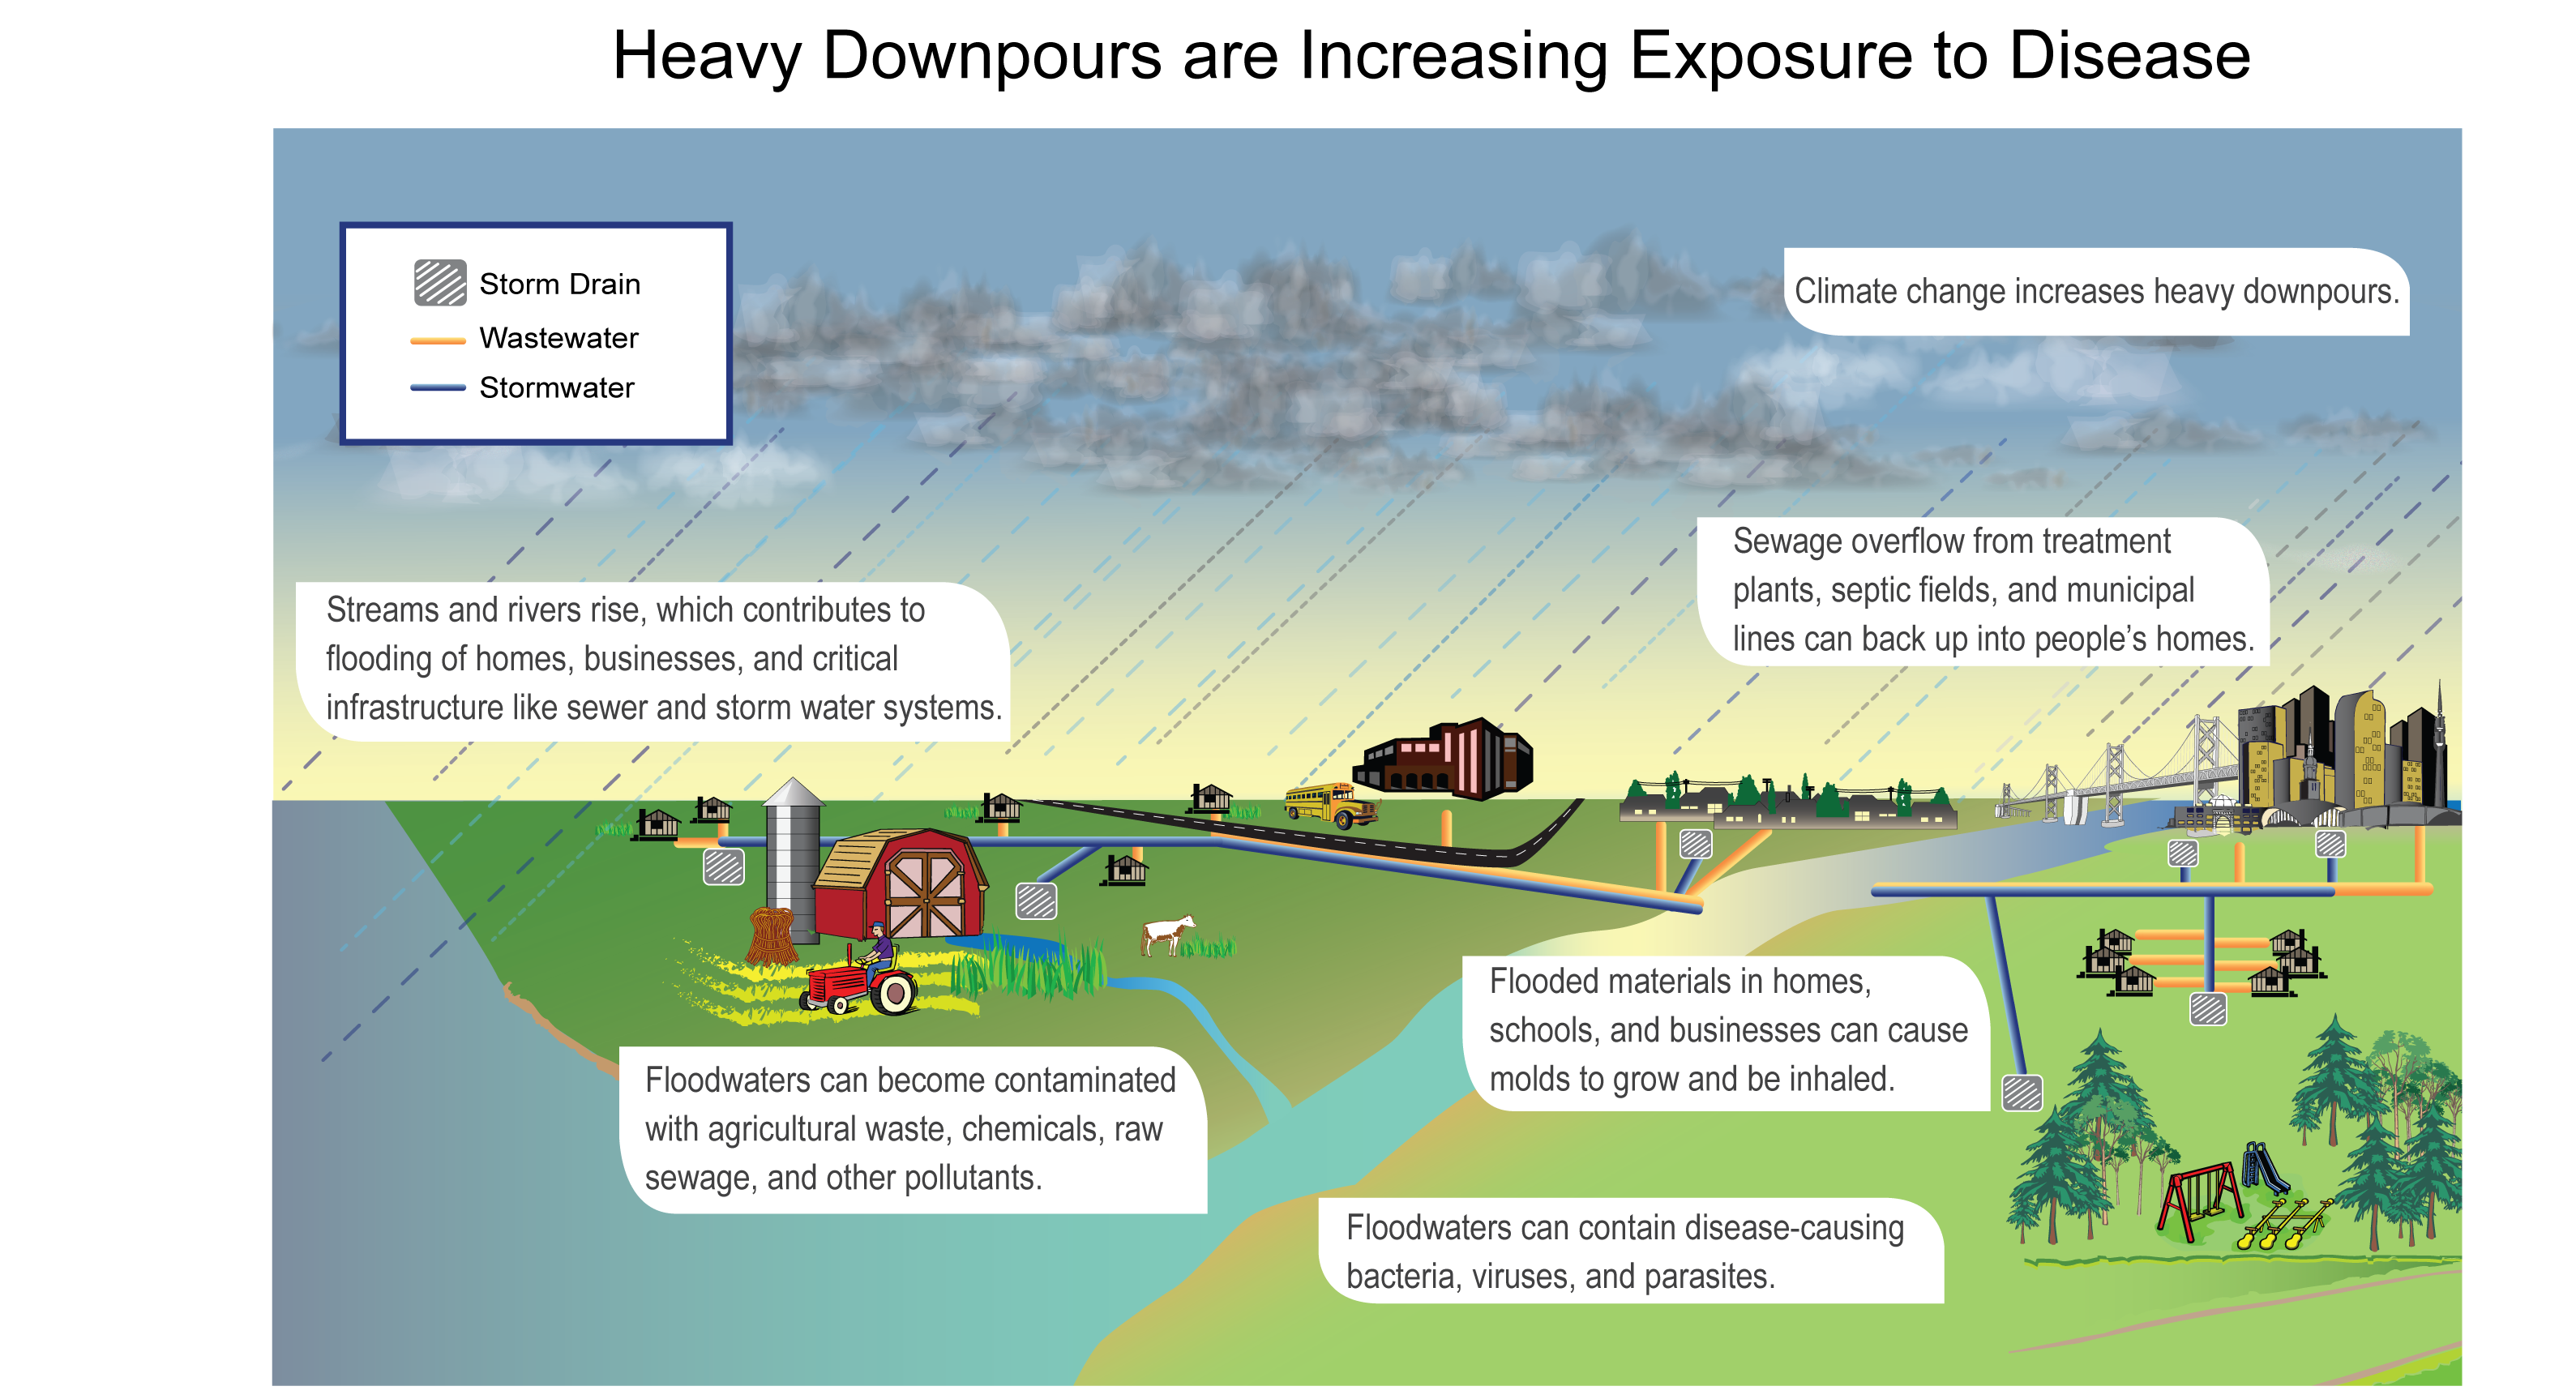 Heavy Downpours are Increasing Exposure to Disease
Storm Drain
Wastewater
Stormwater
Climate change increases heavy downpours.
Sewage overflow from treatment
plants, septic fields, and municipal
lines can back up into people’s homes.
Streams and rivers rise, which contributes to
flooding of homes, businesses, and critical
infrastructure like sewer and storm water systems.
Flooded materials in homes,
schools, and businesses can cause
molds to grow and be inhaled.
Floodwaters can become contaminated
with agricultural waste, chemicals, raw
sewage, and other pollutants.
Floodwaters can contain disease-causing
bacteria, viruses, and parasites.